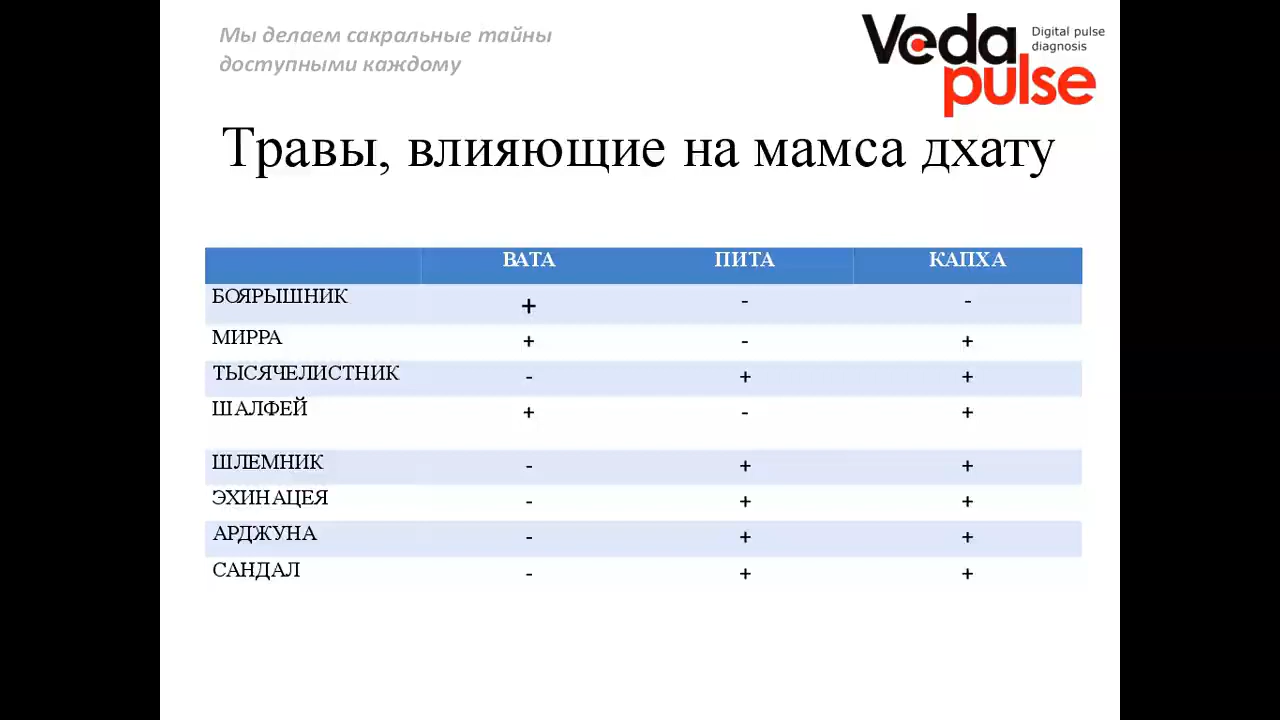 Мы делаем сакральные тайны
доступными каждому
Veda
pulse
Digital pulse
diagnosis
Травы, влияющие на мамса дхату
ВАТА ПИТА КАПХА
БОЯРЫШНИК + - -
МИРРА + - +
ТЫСЯЧЕЛИСТНИК - + +
ШАЛФЕЙ + - +
ШЛЕМНИК - + +
ЭХИНАЦЕЯ - + +
АРДЖУНА - + +
САНДАЛ - + +